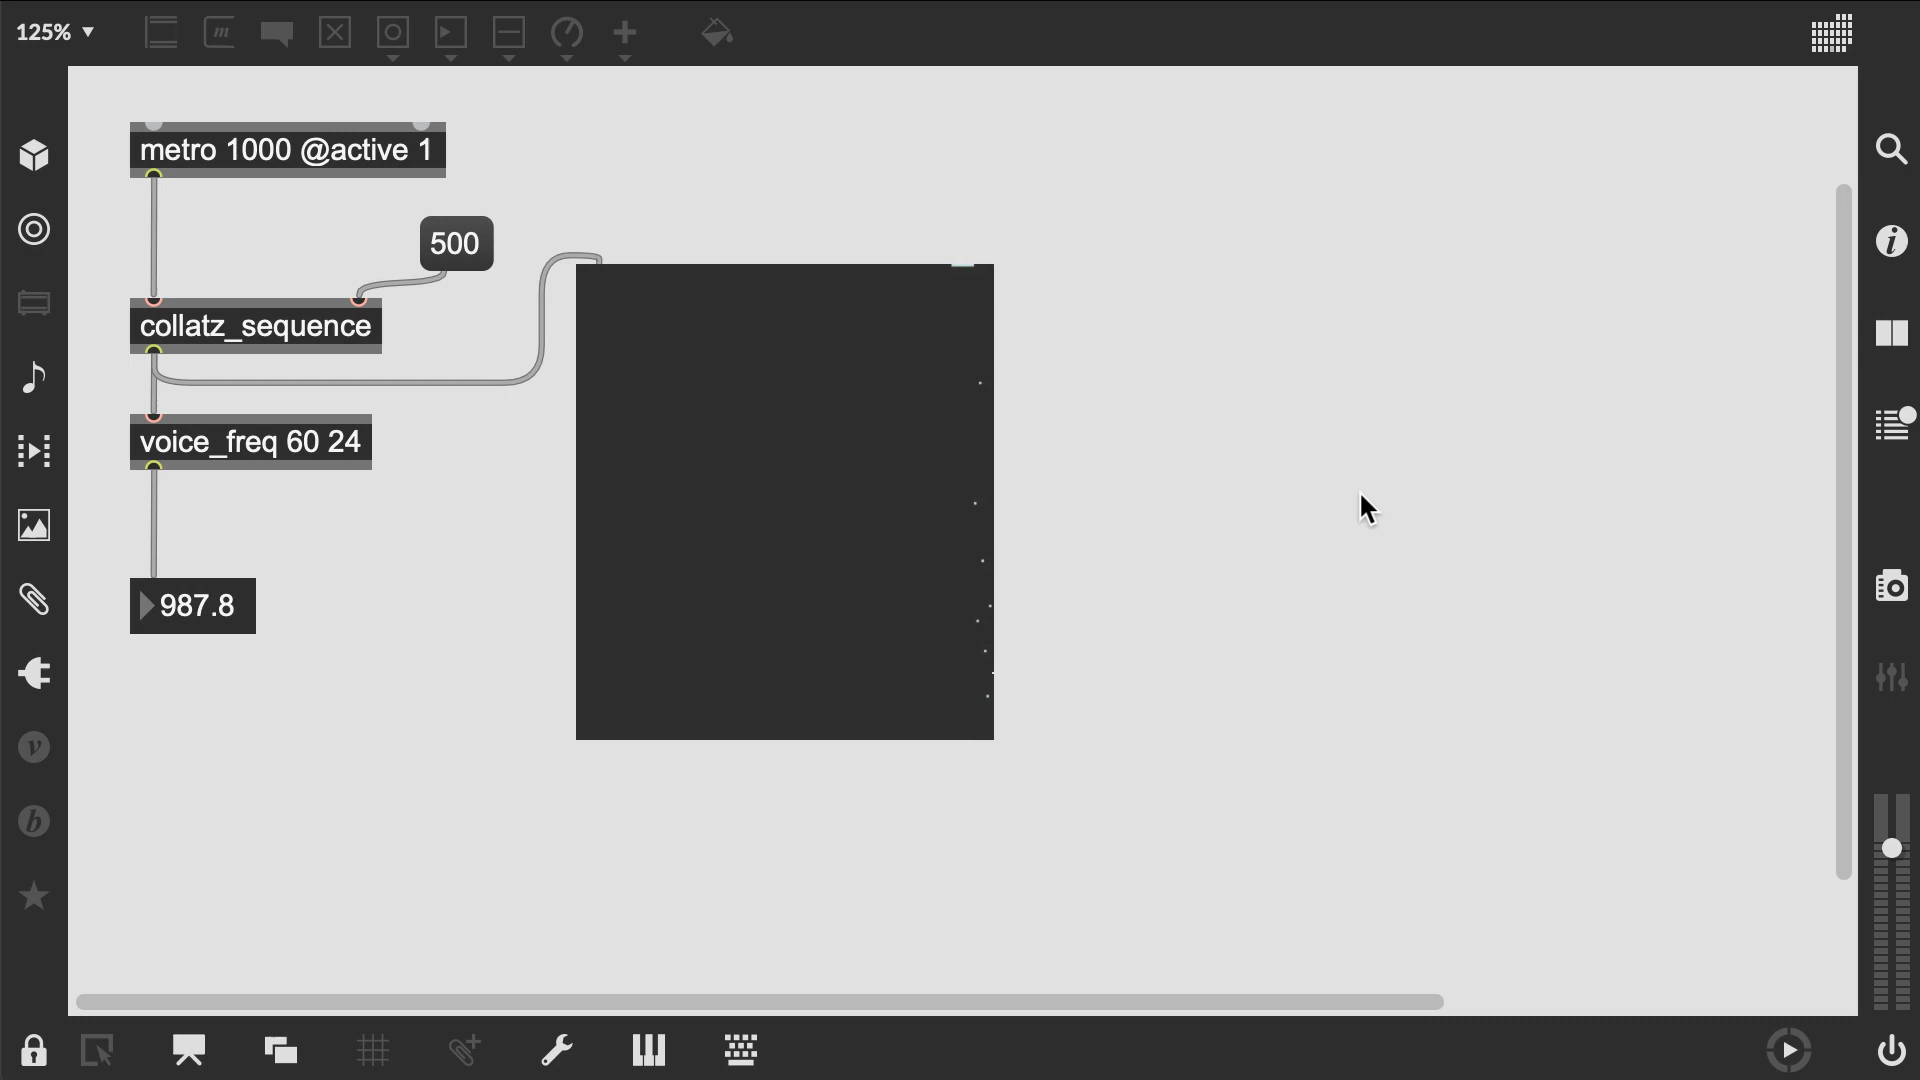 125%
m
metro 1000 @active 1
500
collatz_sequence
voice_freq 60 24
987.8
i
v
b